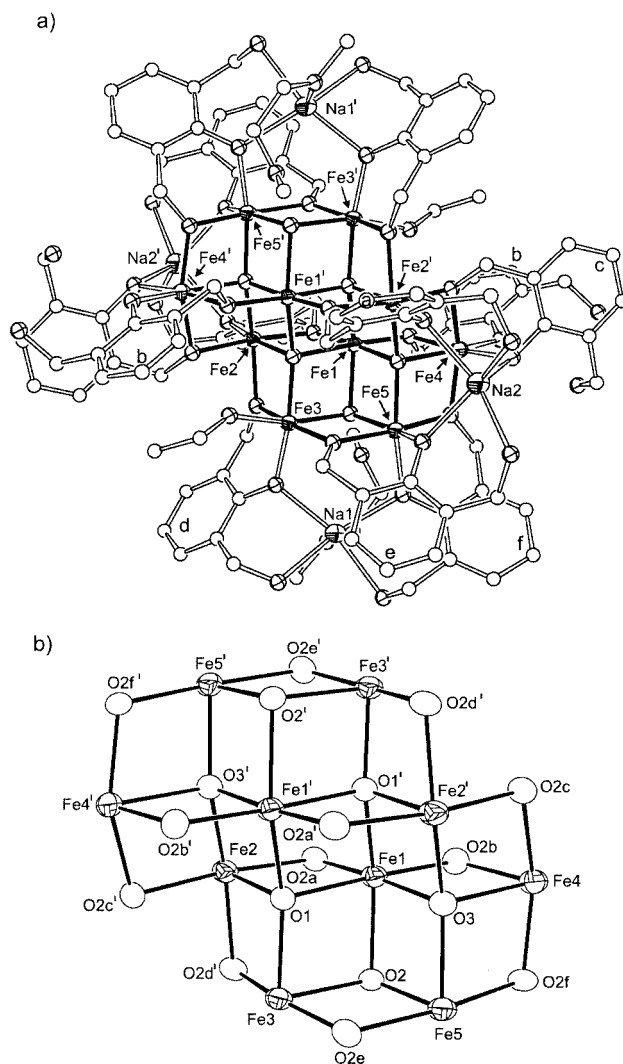 a)
Na1'
Fe3'
Fe5'
Na2'
Fe4'
Fe2'
b
c
Fe1'
a
a
b
Fe2
Fe1
Fe4
Na2
Fe3
Fe5
d
Na1
e
f
b)
Fe5' O2e' Fe3'
O2f' O2' O2d'
O3' O1'
Fe4' Fe1' Fe2' O2c
O2b' O2a'
Fe2 O2a Fe1 O2b Fe4
O2c' O1 O3
O2d' O2 O2f
Fe3 Fe5
O2e